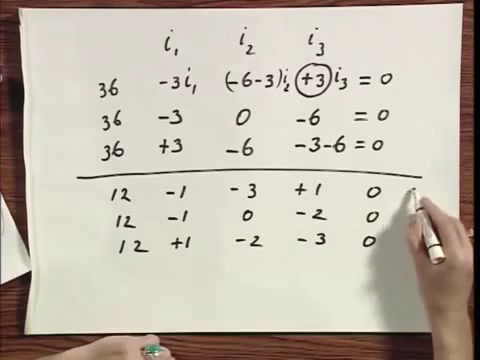 i₁ i₂ i₃
36 -3i₁ (-6-3)i₂ +3 i₃ = 0
36 -3 0 -6 = 0
36 +3 -6 -3-6 = 0
12 -1 -3 +1 0
12 -1 0 -2 0
12 +1 -2 -3 0